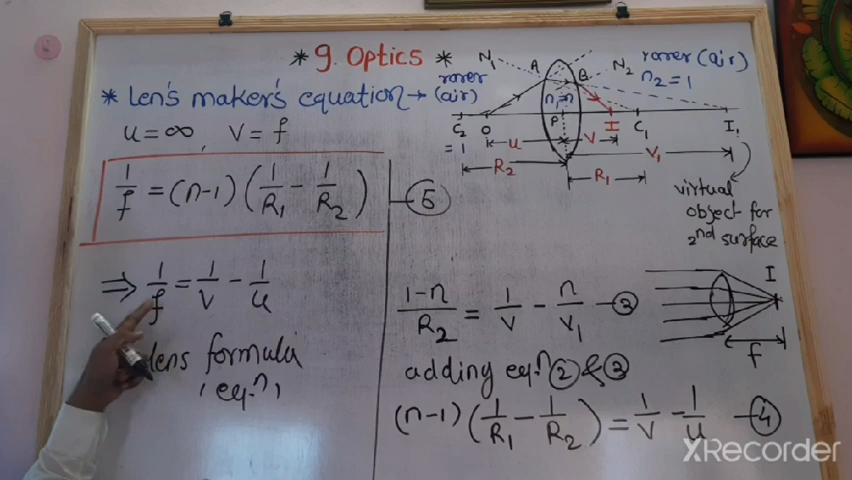 * 9. Optics *
* Len's maker's equation →
u = ∞, v = f
1/f = (n-1) (1/R₁ - 1/R₂) — ⑤
⇒ 1/f = 1/v - 1/u
lens formula
(eq.ⁿ)
rarer
(air)
= 1
N₁
A
B
N₂
rarer (air)
n₂ = 1
C₂
O
P
I
C₁
I₁
u
v
v₁
R₂
R₁
virtual
object for
2nd surface
(1-n)/R₂ = 1/v - n/v₁ — ③
I
f
adding eq.ⁿ ② & ③
(n-1) (1/R₁ - 1/R₂) = 1/v - 1/u — ④
XRecorder